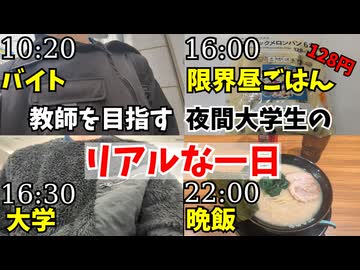 10:20
バイト
16:00
限界昼ごはん
128円
教師を目指す
夜間大学生の
リアルな一日
16:30
大学
22:00
晩飯